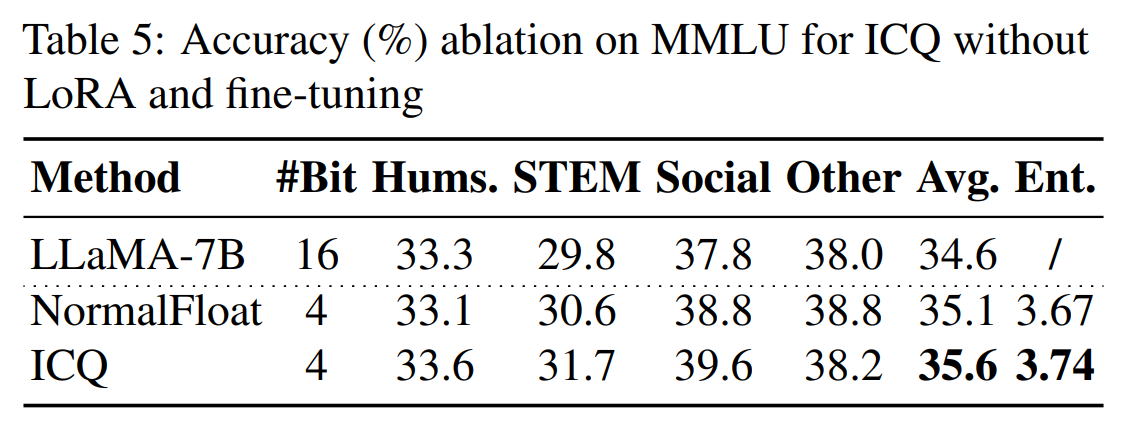 Table 5: Accuracy (%) ablation on MMLU for ICQ without
LoRA and fine-tuning
Method #Bit Hums. STEM Social Other Avg. Ent.
LLaMA-7B 16 33.3 29.8 37.8 38.0 34.6 /
NormalFloat 4 33.1 30.6 38.8 38.8 35.1 3.67
ICQ 4 33.6 31.7 39.6 38.2 35.6 3.74